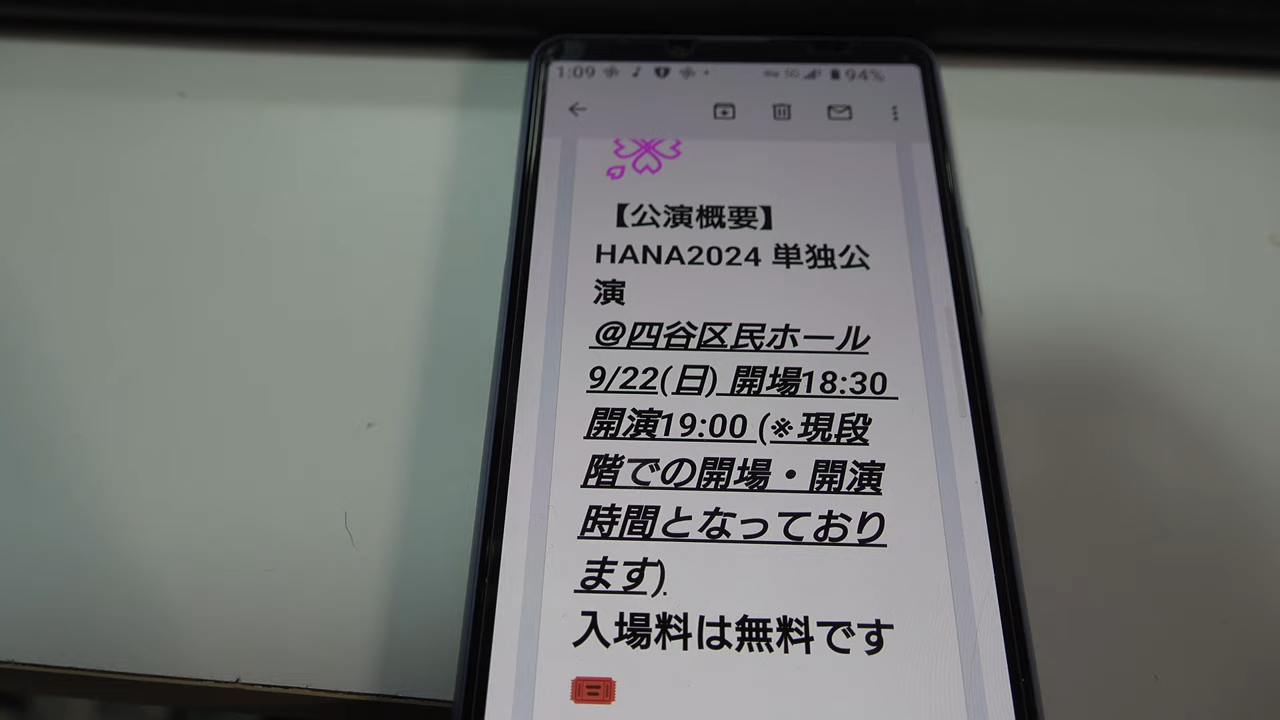 1:09
5G
94%
【公演概要】
HANA2024 単独公
演
@四谷区民ホール
9/22(日) 開場18:30
開演19:00 (※現段
階での開場・開演
時間となっており
ます).
入場料は無料です